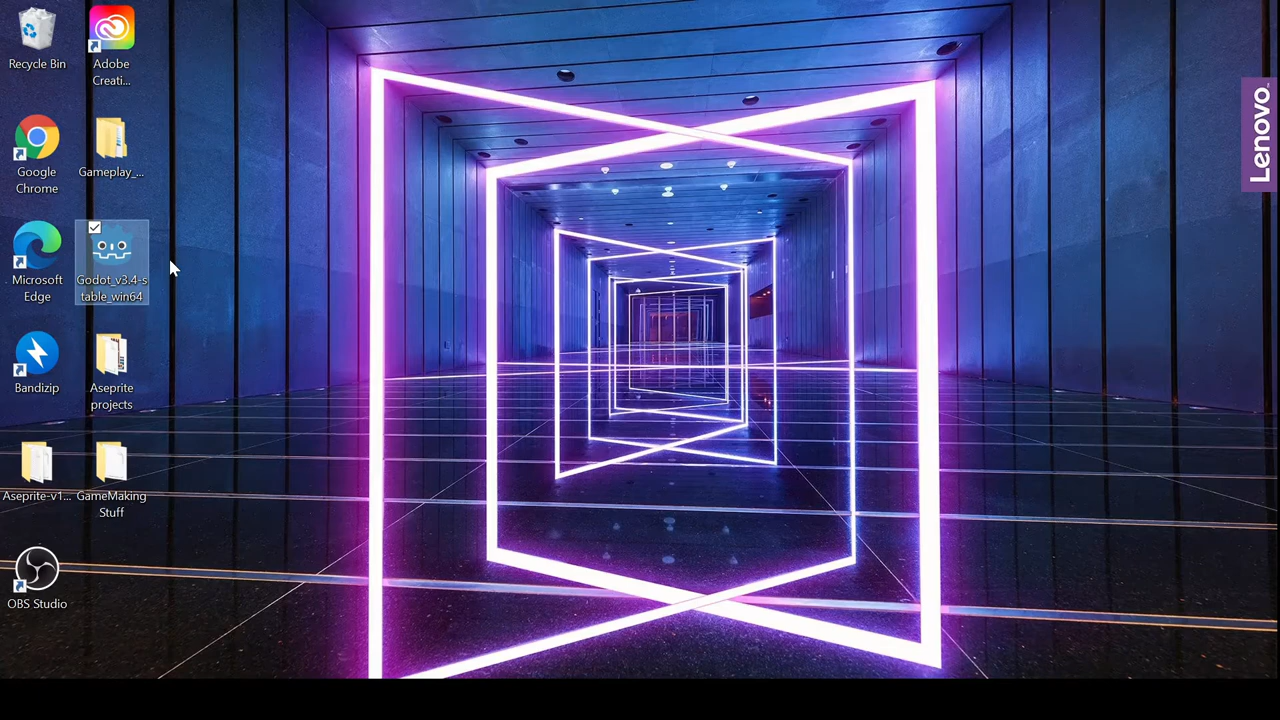 Recycle Bin
Adobe
Creati...
Google
Chrome
Gameplay_...
Microsoft
Edge
Godot_v3.4-s
table_win64
Bandizip
Aseprite
projects
Aseprite-v1...
GameMaking
Stuff
OBS Studio
Lenovo